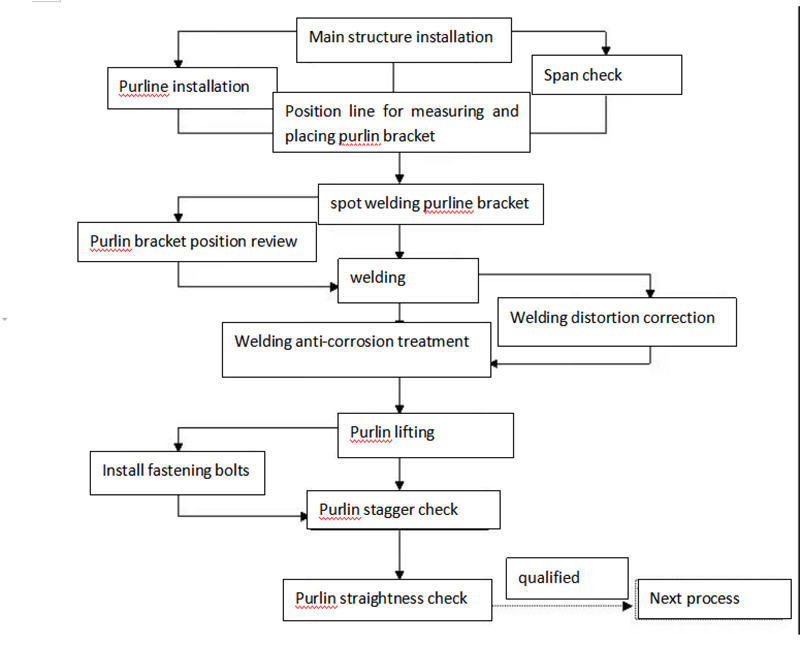 Main structure installation
Span check
Purline installation
Position line for measuring and
placing purlin bracket
spot welding purline bracket
Purlin bracket position review
welding
Welding distortion correction
Welding anti-corrosion treatment
Purlin lifting
Install fastening bolts
Purlin stagger check
qualified
Purlin straightness check
Next process